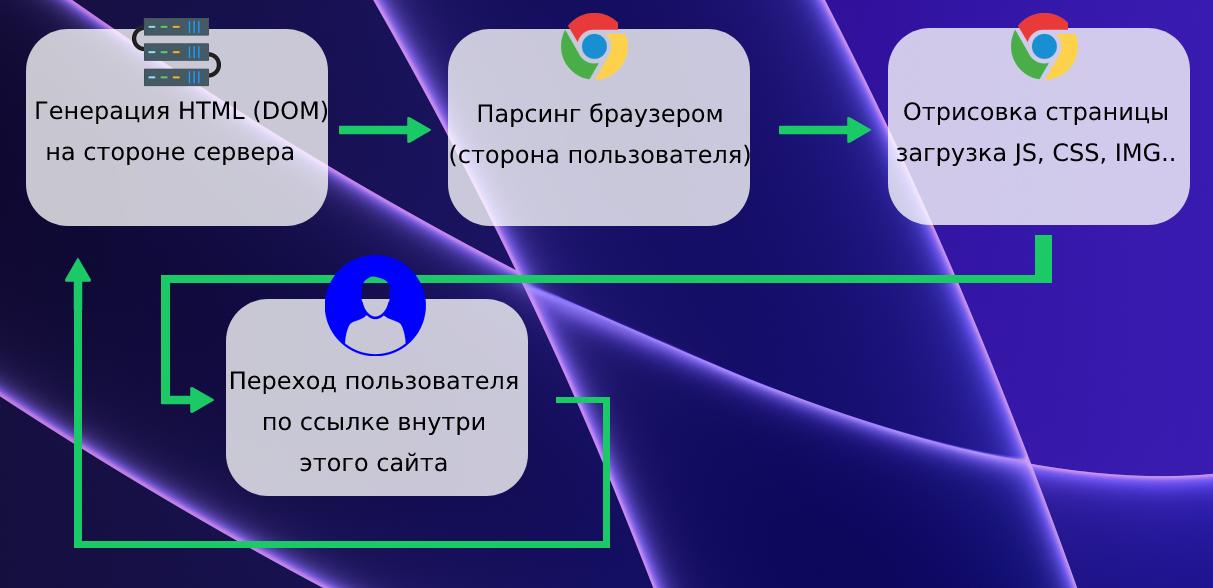 Генерация HTML (DOM)
на стороне сервера
Парсинг браузером
(сторона пользователя)
Отрисовка страницы
загрузка JS, CSS, IMG..
Переход пользователя
по ссылке внутри
этого сайта